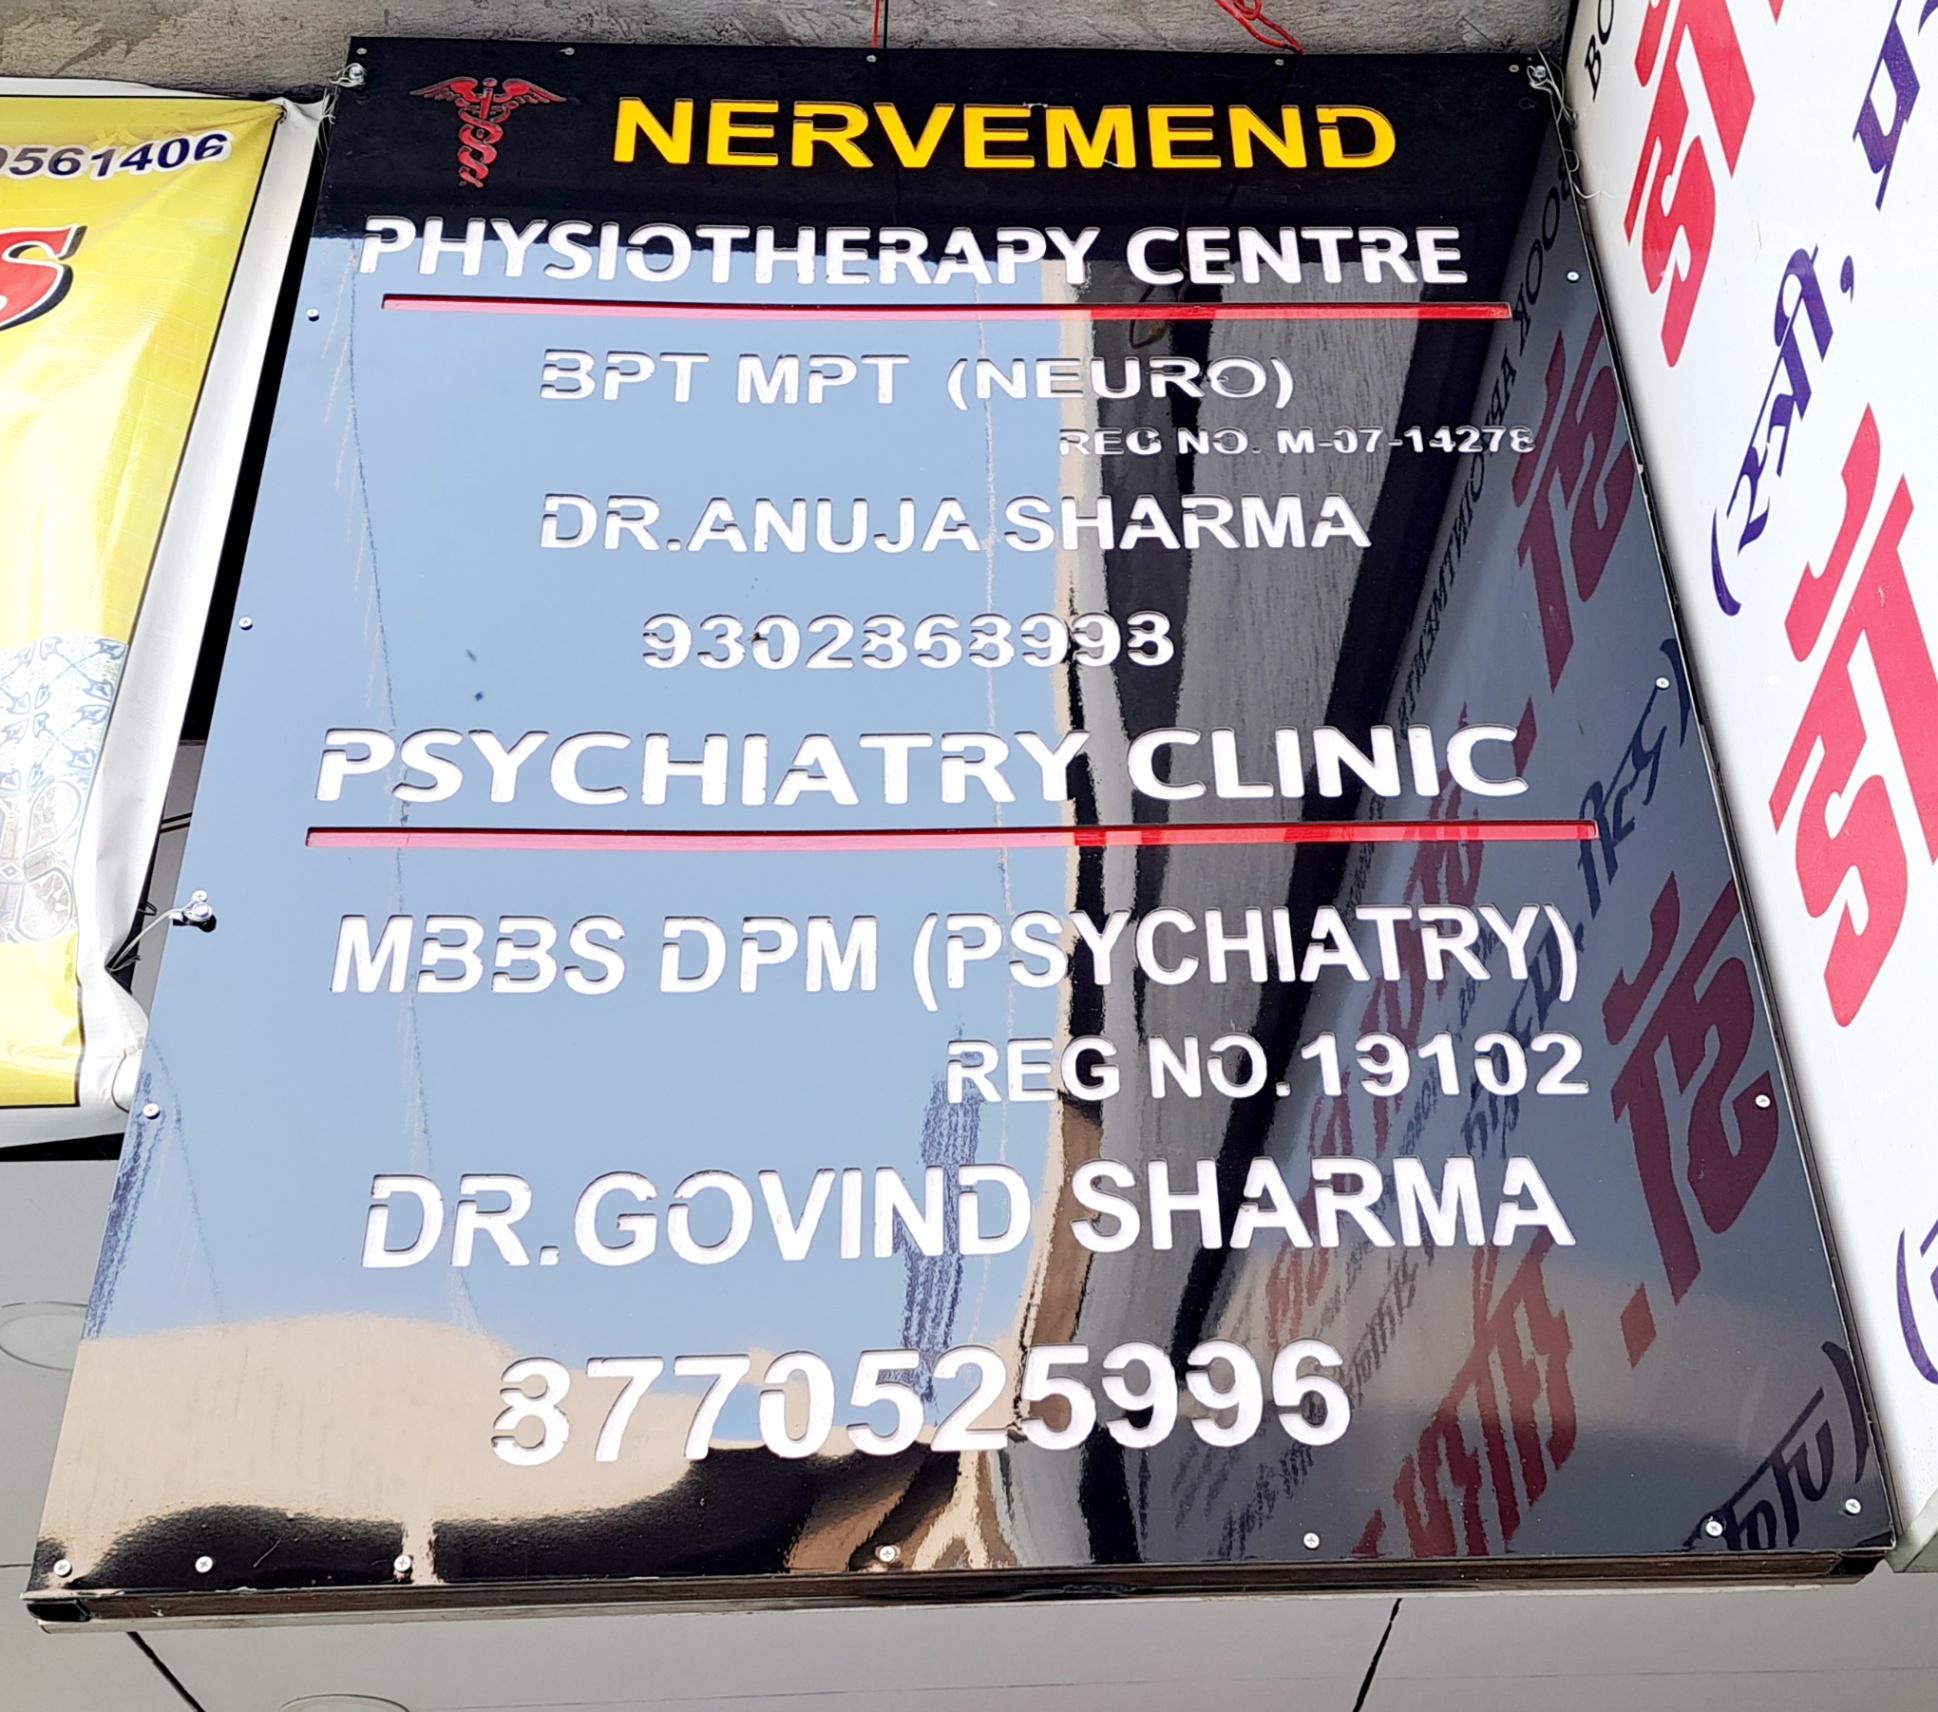 NERVEMEND
PHYSIOTHERAPY CENTRE
BPT MPT (NEURO)
REG NO. M-07-14278
DR.ANUJA SHARMA
9302868998
PSYCHIATRY CLINIC
MBBS DPM (PSYCHIATRY)
REG NO.19102
DR.GOVIND SHARMA
8770525996
561406
S
डॉ
(स्त्री,
डॉ